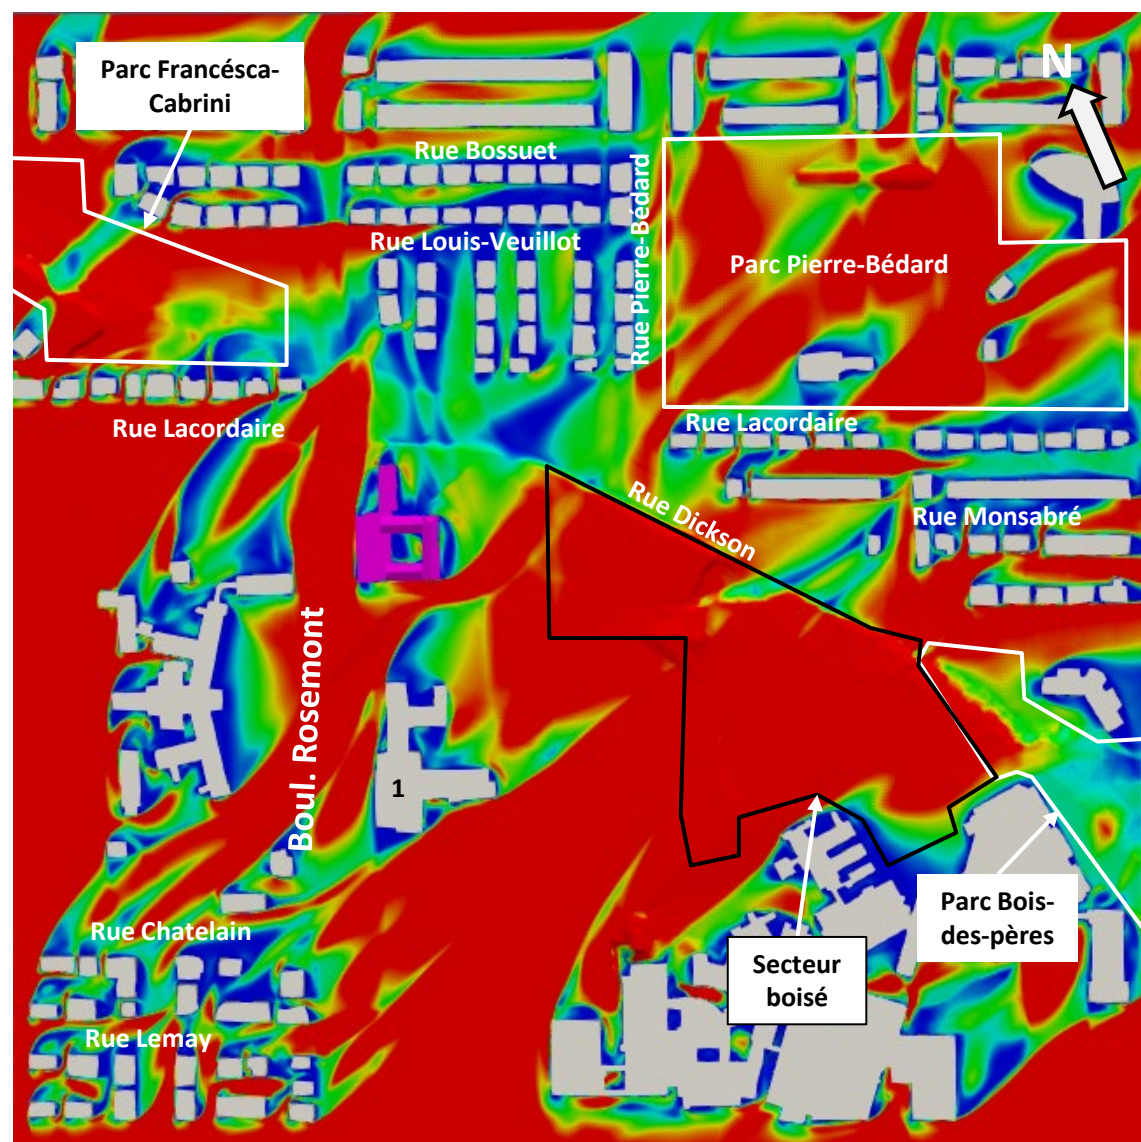 Parc Francésca-
Cabrini
N
Rue Bossuet
Rue Pierre-Bédard
Rue Louis-Veuillot
Parc Pierre-Bédard
Rue Lacordaire
Rue Lacordaire
Rue Dickson
Rue Monsabré
Boul. Rosemont
1
Parc Bois-
des-pères
Rue Chatelain
Secteur
boisé
Rue Lemay